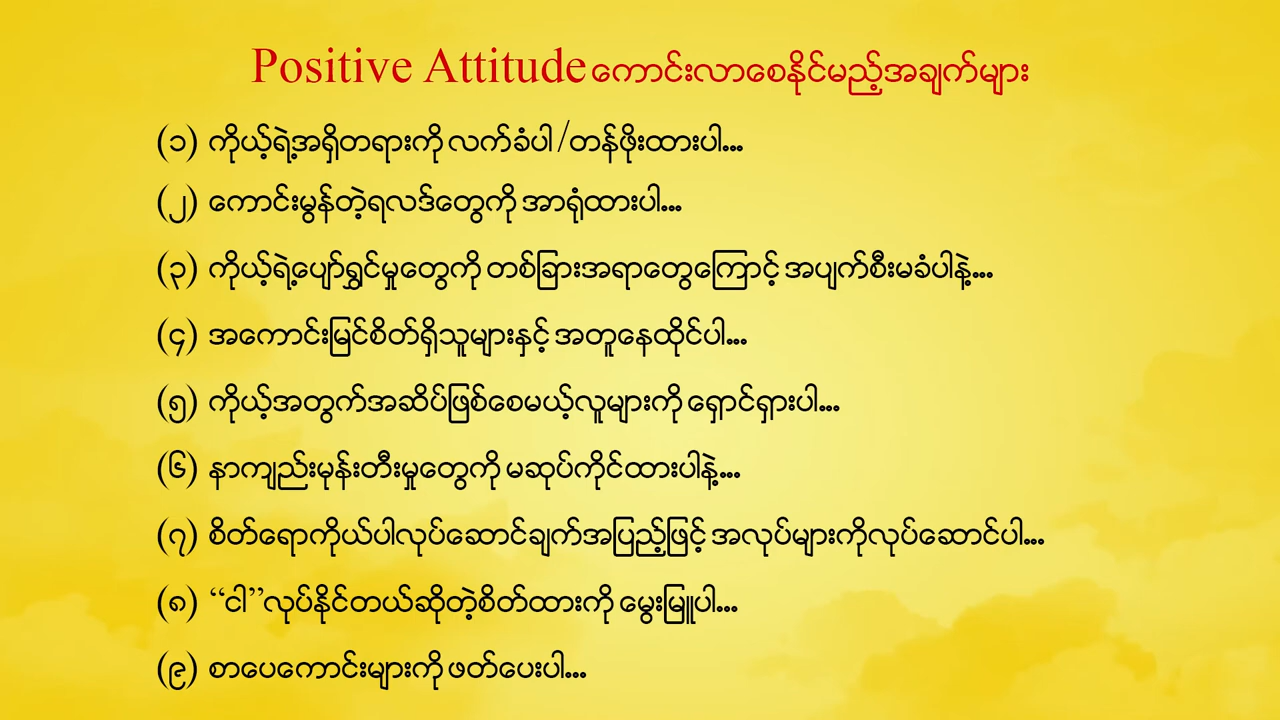 Positive Attitude ကောင်းလာစေနိုင်မည့်အချက်များ
(၁) ကိုယ့်ရဲ့အရှိတရားကို လက်ခံပါ /တန်ဖိုးထားပါ...
(၂) ကောင်းမွန်တဲ့ရလဒ်တွေကို အာရုံထားပါ...
(၃) ကိုယ့်ရဲ့ပျော်ရွှင်မှုတွေကို တစ်ခြားအရာတွေကြောင့် အပျက်စီးမခံပါနဲ့...
(၄) အကောင်းမြင်စိတ်ရှိသူများနှင့် အတူနေထိုင်ပါ...
(၅) ကိုယ့်အတွက်အဆိပ်ဖြစ်စေမယ့်လူများကို ရှောင်ရှားပါ...
(၆) နာကျည်းမုန်းတီးမှုတွေကို မဆုပ်ကိုင်ထားပါနဲ့...
(၇) စိတ်ရောကိုယ်ပါလုပ်ဆောင်ချက်အပြည့်ဖြင့် အလုပ်များကိုလုပ်ဆောင်ပါ...
(၈) “ငါ”လုပ်နိုင်တယ်ဆိုတဲ့စိတ်ထားကို မွေးမြူပါ...
(၉) စာပေကောင်းများကို ဖတ်ပေးပါ...